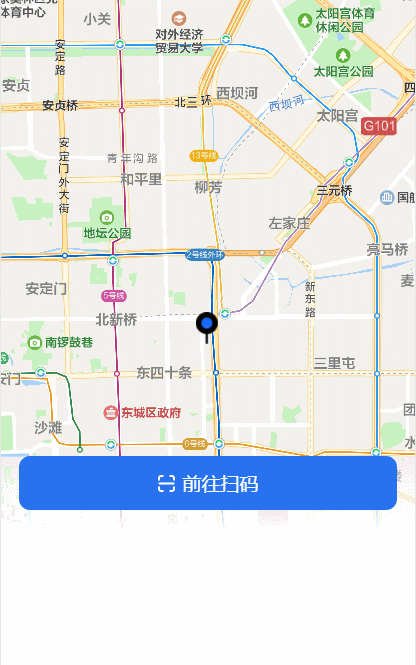 小关
体育中心
太阳宫体育
休闲公园
对外经济
贸易大学
安定路
太阳宫公园
安贞
西坝河
西坝河
安贞桥
北三环
太阳宫
G101
安定门外大街
青年沟路
13号线
和平里
柳芳
三元桥
国航
左家庄
地坛公园
亮马桥
2号线外环
麦
新东路
安定门
5号线
北新桥
南锣鼓巷
三里屯
东四十条
安门
东城区政府
团
沙滩
6号线
水
前往扫码